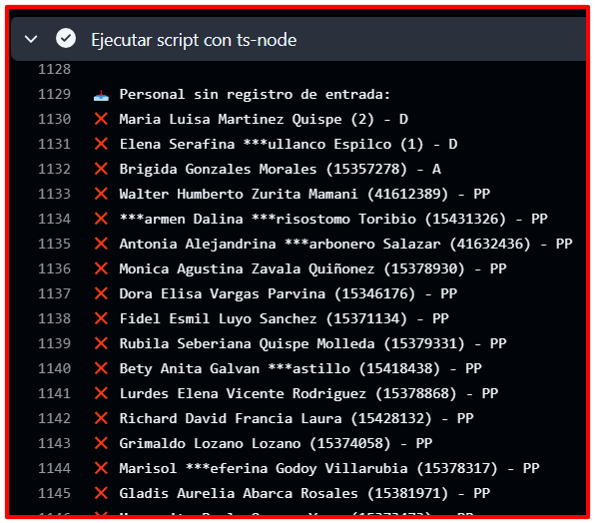 Ejecutar script con ts-node
1128
1129 📥 Personal sin registro de entrada:
1130 ❌ Maria Luisa Martinez Quispe (2) - D
1131 ❌ Elena Serafina ***ullanco Espilco (1) - D
1132 ❌ Brigida Gonzales Morales (15357278) - A
1133 ❌ Walter Humberto Zurita Mamani (41612389) - PP
1134 ❌ ***armen Dalina ***risostomo Toribio (15431326) - PP
1135 ❌ Antonia Alejandrina ***arbonero Salazar (41632436) - PP
1136 ❌ Monica Agustina Zavala Quiñonez (15378930) - PP
1137 ❌ Dora Elisa Vargas Parvina (15346176) - PP
1138 ❌ Fidel Esmil Luyo Sanchez (15371134) - PP
1139 ❌ Rubila Seberiana Quispe Molleda (15379331) - PP
1140 ❌ Bety Anita Galvan ***astillo (15418438) - PP
1141 ❌ Lurdes Elena Vicente Rodriguez (15378868) - PP
1142 ❌ Richard David Francia Laura (15428132) - PP
1143 ❌ Grimaldo Lozano Lozano (15374058) - PP
1144 ❌ Marisol ***eferina Godoy Villarubia (15378317) - PP
1145 ❌ Gladis Aurelia Abarca Rosales (15381971) - PP